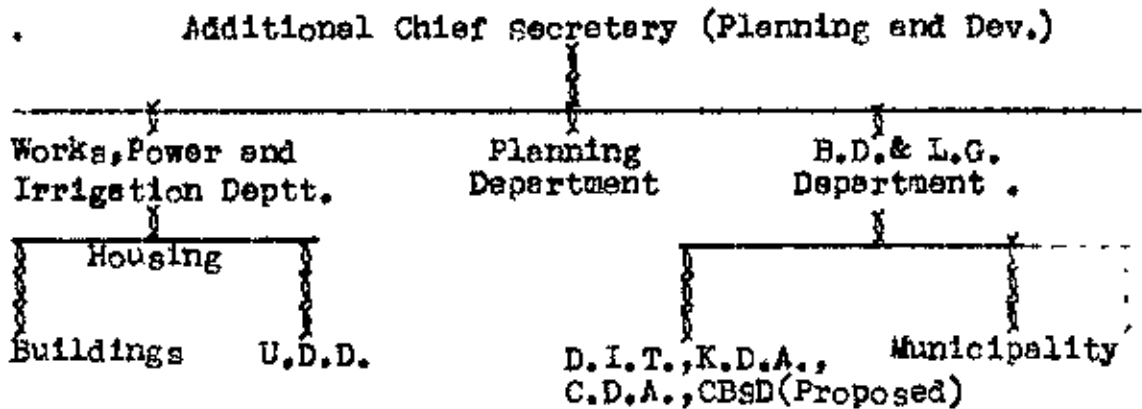 Additional Chief Secretary (Planning and Dev.)
Works,Power and
Irrigation Deptt.
Planning
Department
B.D.& L.G.
Department .
Housing
Buildings
U.D.D.
D.I.T.,K.D.A.,
C.D.A.,CBSD(Proposed)
Municipality